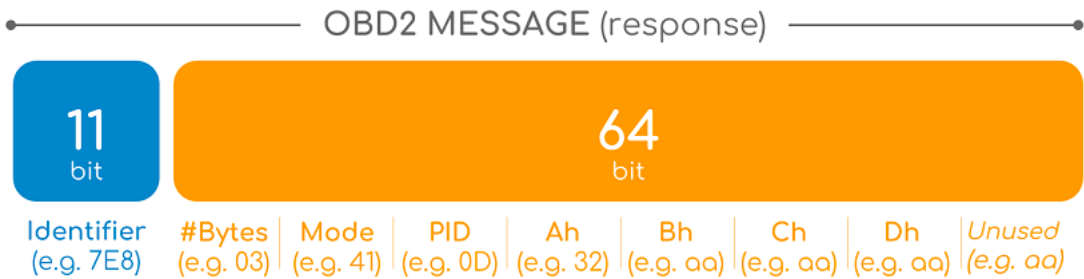 OBD2 MESSAGE (response)
11
bit
64
bit
Identifier
(e.g. 7E8)
#Bytes
(e.g. 03)
Mode
(e.g. 41)
PID
(e.g. 0D)
Ah
(e.g. 32)
Bh
(e.g. aa)
Ch
(e.g. aa)
Dh
(e.g. aa)
Unused
(e.g. aa)